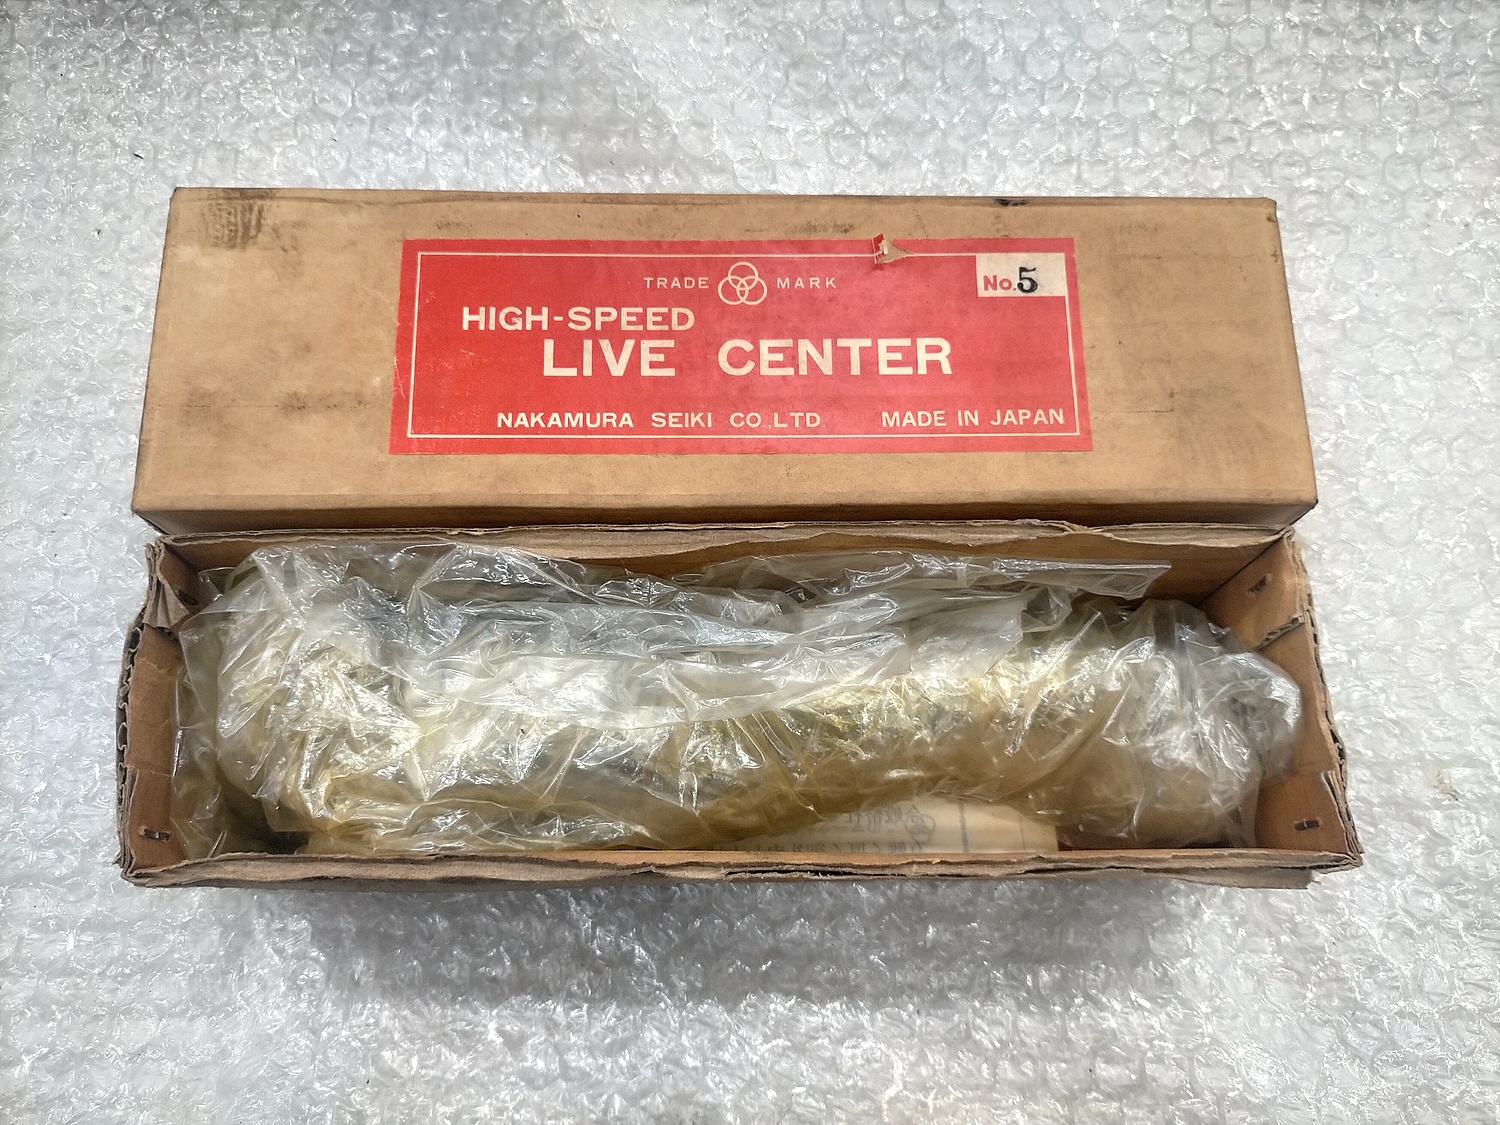 TRADE MARK
No.5
HIGH-SPEED
LIVE CENTER
NAKAMURA SEIKI CO.,LTD. MADE IN JAPAN